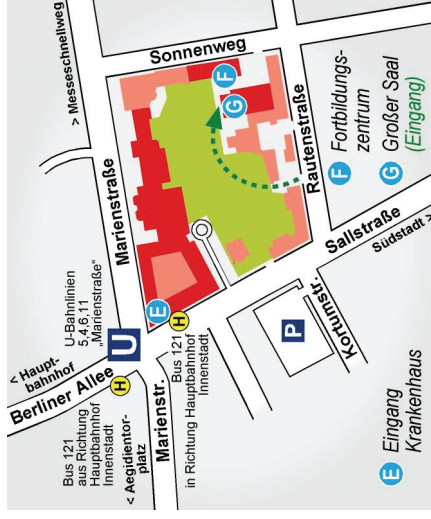 > Messeschnellweg
Sonnenweg
Marienstraße
F
G
Rautenstraße
F Fortbildungs-
zentrum
G Großer Saal
(Eingang)
U-Bahnlinien
5,4,6,11
„Marienstraße“
U
E
H
Sallstraße
Südstadt >
< Haupt-
bahnhof
Berliner Allee
H
Bus 121
in Richtung Hauptbahnhof
Innenstadt
P
Kortumstr.
Bus 121
aus Richtung
Hauptbahnhof
Innenstadt
< Aegidientor-
platz
Marienstr.
E Eingang
Krankenhaus